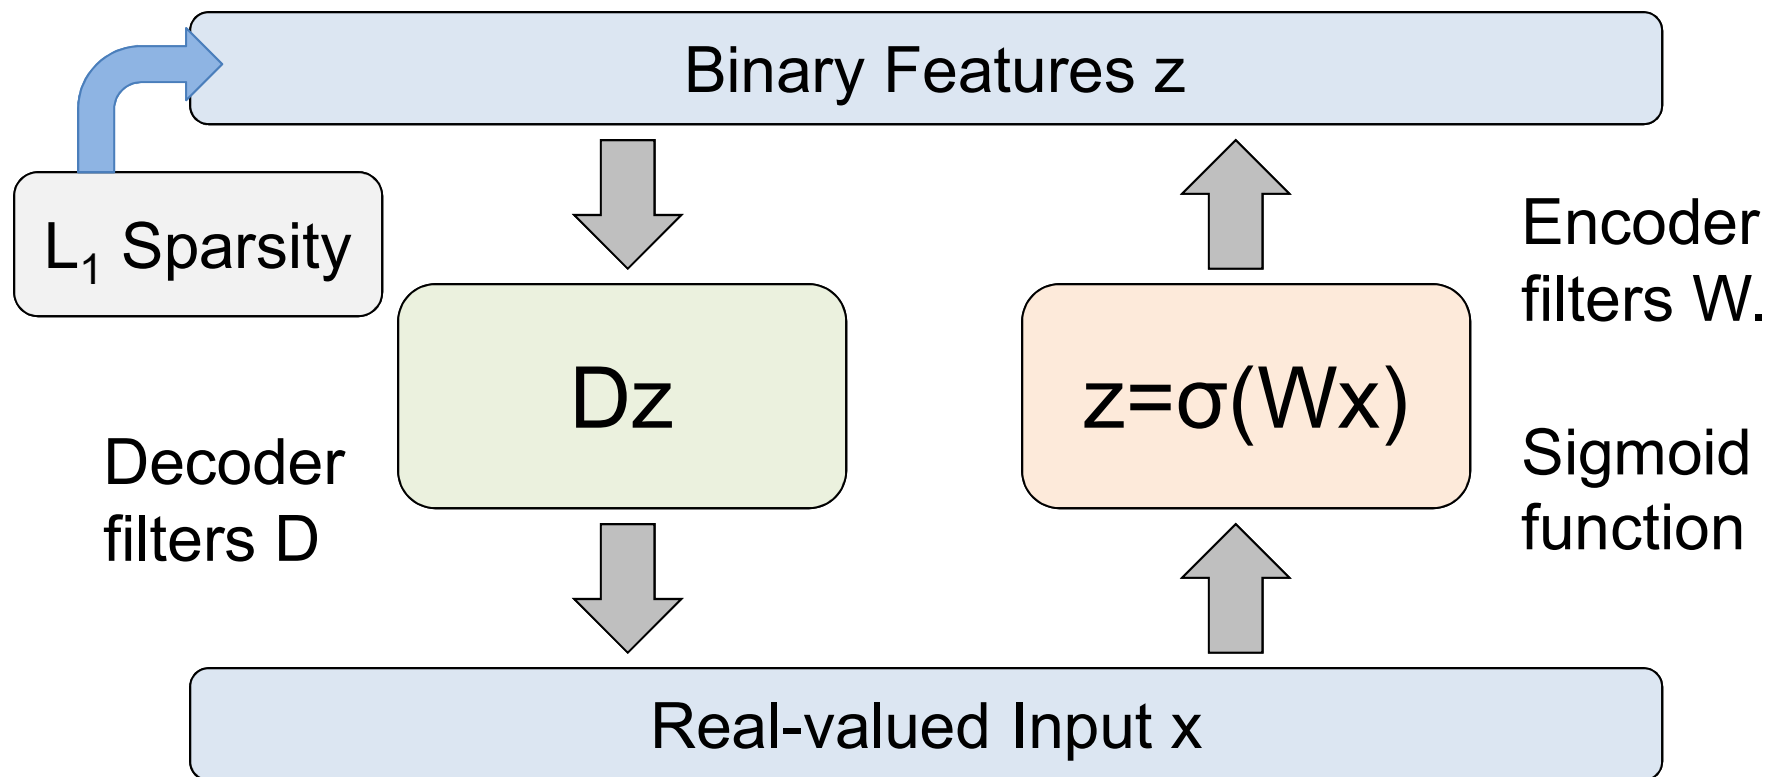 Binary Features z
L₁ Sparsity
Encoder
filters W.
Dz
z=σ(Wx)
Decoder
filters D
Sigmoid
function
Real-valued Input x